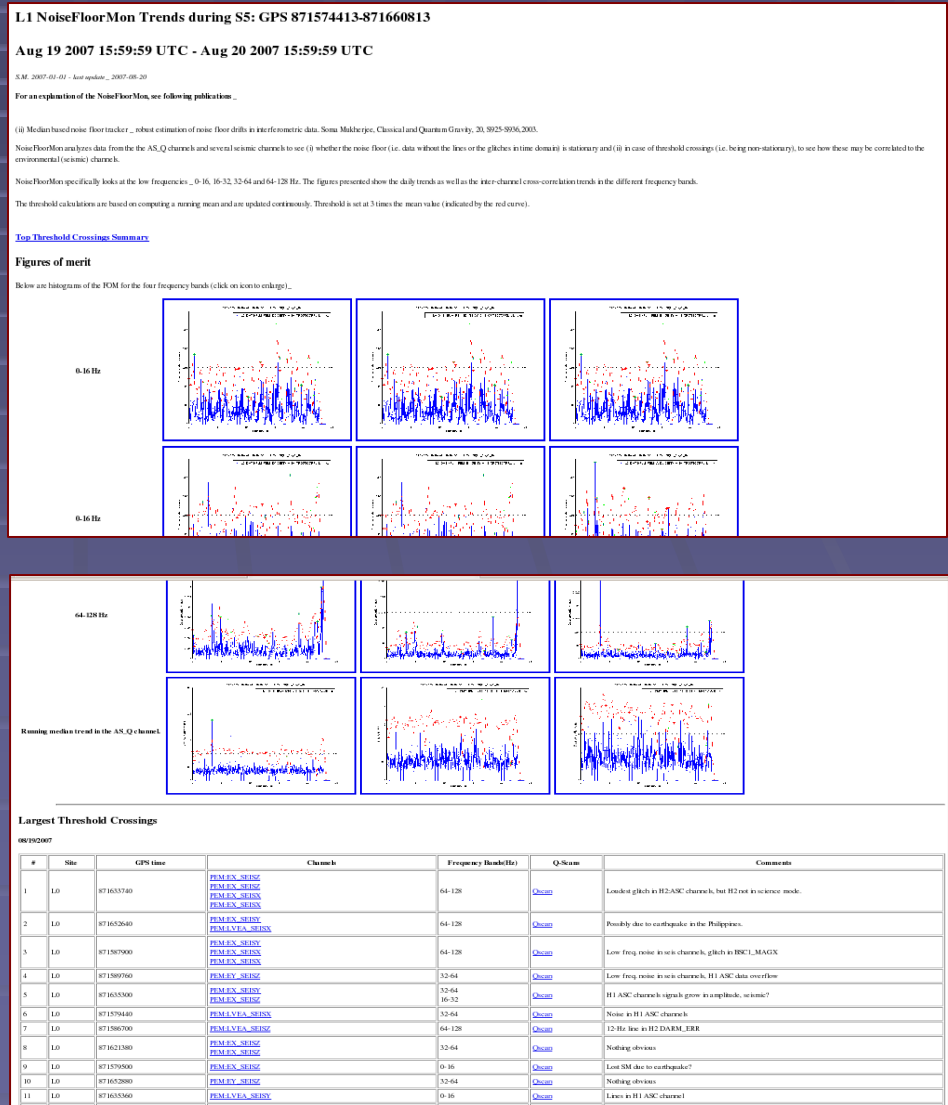 L1 NoiseFloorMon Trends during S5: GPS 871574413-871660813
Aug 19 2007 15:59:59 UTC - Aug 20 2007 15:59:59 UTC
S.M. 2007-01-01 - last update _ 2007-08-20
For an explanation of the NoiseFloorMon, see following publications _
(ii) Median based noise floor tracker _ robust estimation of noise floor drifts in interferometric data. Soma Mukherjee, Classical and Quantum Gravity, 20, S925-S936,2003.
NoiseFloorMon analyzes data from the the AS_Q channels and several seismic channels to see (i) whether the noise floor (i.e. data without the lines or the glitches in time domain) is stationary and (ii) in case of threshold crossings (i.e. being non-stationary), to see how these may be correlated to the
environmental (seismic) channels.
NoiseFloorMon specifically looks at the low frequencies _ 0-16, 16-32, 32-64 and 64-128 Hz. The figures presented show the daily trends as well as the inter-channel cross-correlation trends in the different frequency bands.
The threshold calculations are based on computing a running mean and are updated continuously. Threshold is set at 3 times the mean value (indicated by the red curve).
Top Threshold Crossings Summary
Figures of merit
Below are histograms of the FOM for the four frequency bands (click on icon to enlarge)_
0-16 Hz
0-16 Hz
64-128 Hz
Running median trend in the AS_Q channel.
Largest Threshold Crossings
08/19/2007
# Site GPS time Channels Frequency Bands(Hz) Q-Scans Comments
1 L0 871633740 PEM:EX_SEISZ 64-128 Qscan Loudest glitch in H2:ASC channels, but H2 not in science mode.
PEM:EX_SEISZ
PEM:EX_SEISX
PEM:EX_SEISX
2 L0 871652640 PEM:EX_SEISY 64-128 Qscan Possibly due to earthquake in the Philippines.
PEM:LVEA_SEISX
3 L0 871587900 PEM:EX_SEISY 64-128 Qscan Low freq. noise in seis channels, glitch in BSC1_MAGX
PEM:EX_SEISX
PEM:EX_SEISX
4 L0 871589760 PEM:EY_SEISZ 32-64 Qscan Low freq. noise in seis channels, H1 ASC data overflow
5 L0 871635300 PEM:EX_SEISY 32-64 Qscan H1 ASC channels signals grow in amplitude, seismic?
PEM:EX_SEISZ 16-32
6 L0 871579440 PEM:LVEA_SEISX 32-64 Qscan Noise in H1 ASC channels
7 L0 871586700 PEM:LVEA_SEISZ 64-128 Qscan 12-Hz line in H2 DARM_ERR
8 L0 871621380 PEM:EX_SEISZ 32-64 Qscan Nothing obvious
PEM:EX_SEISZ
9 L0 871579500 PEM:EX_SEISZ 0-16 Qscan Lost SM due to earthquake?
10 L0 871652880 PEM:EY_SEISZ 32-64 Qscan Nothing obvious
11 L0 871635360 PEM:LVEA_SEISY 0-16 Qscan Lines in H1 ASC channel